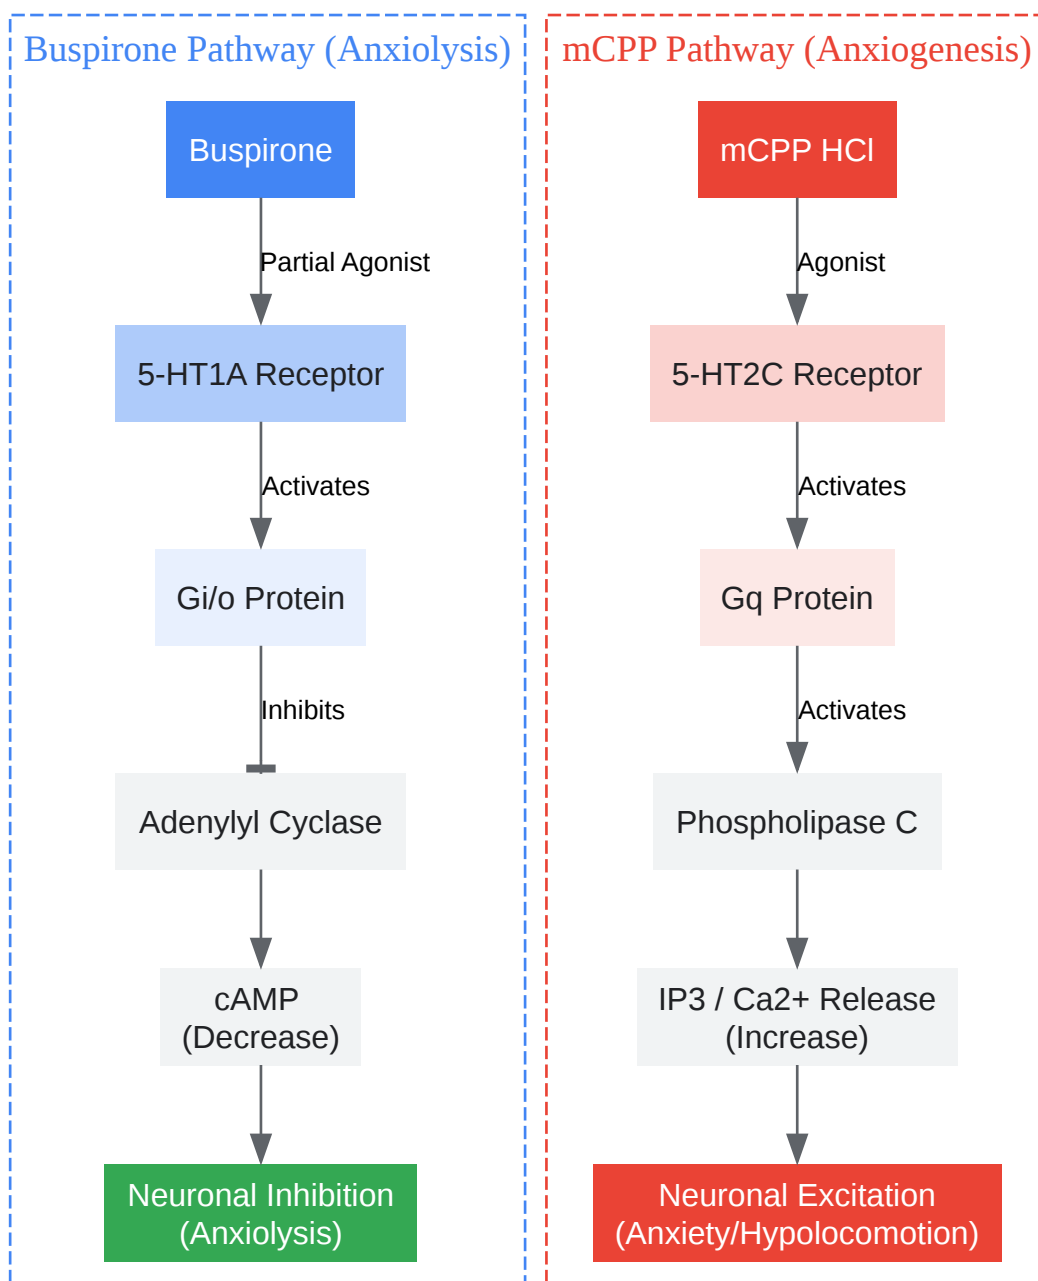 Buspirone Pathway (Anxiolysis)
Buspirone
Partial Agonist
5-HT1A Receptor
Activates
Gi/o Protein
Inhibits
Adenylyl Cyclase
cAMP
(Decrease)
Neuronal Inhibition
(Anxiolysis)
mCPP Pathway (Anxiogenesis)
mCPP HCl
Agonist
5-HT2C Receptor
Activates
Gq Protein
Activates
Phospholipase C
IP3 / Ca2+ Release
(Increase)
Neuronal Excitation
(Anxiety/Hypolocomotion)